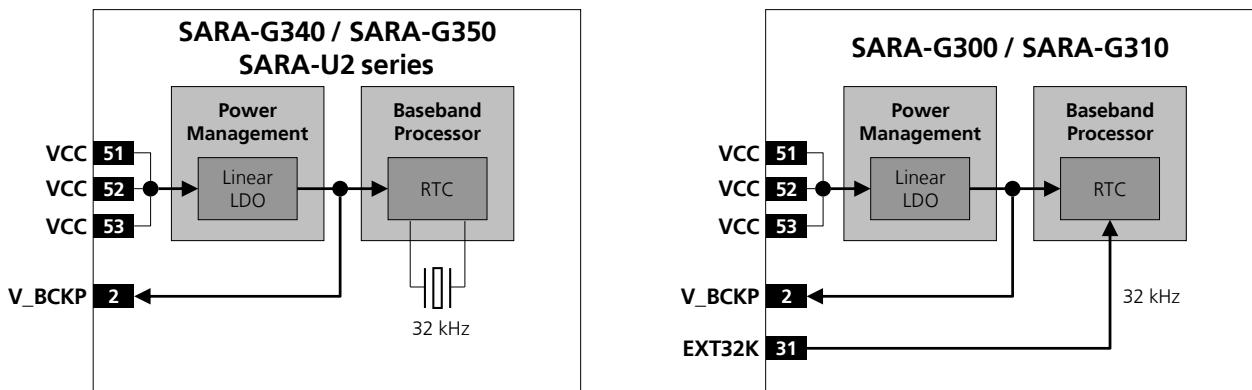 SARA-G340 / SARA-G350
SARA-U2 series
Power
Management
Baseband
Processor
VCC 51
VCC 52
VCC 53
Linear
LDO
RTC
V_BCKP 2
32 kHz
SARA-G300 / SARA-G310
Power
Management
Baseband
Processor
VCC 51
VCC 52
VCC 53
Linear
LDO
RTC
V_BCKP 2
32 kHz
EXT32K 31